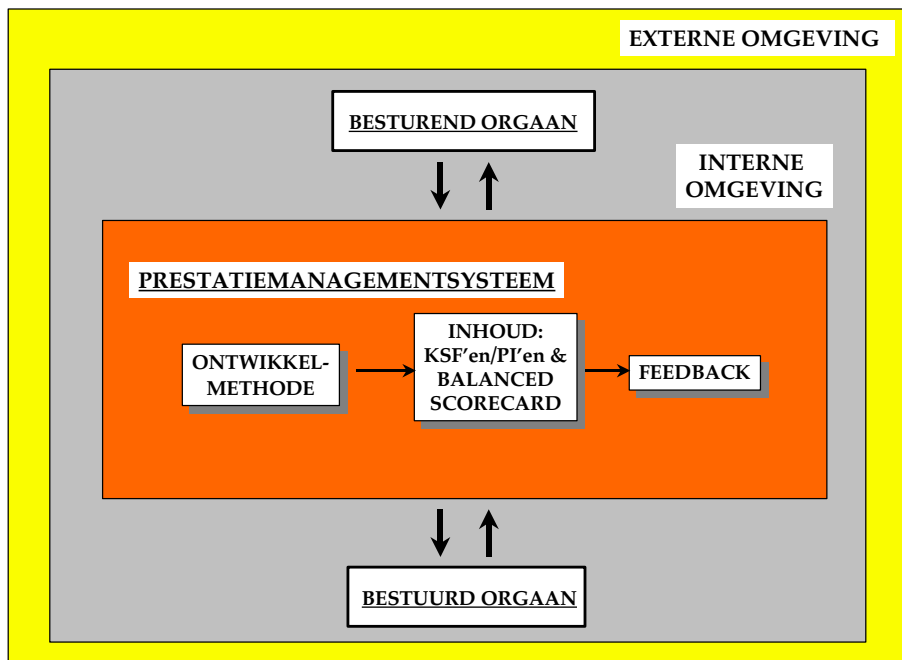 EXTERNE OMGEVING
BESTUREND ORGAAN
INTERNE
OMGEVING
PRESTATIEMANAGEMENTSYSTEEM
ONTWIKKEL-
METHODE
INHOUD:
KSF’en/PI’en &
BALANCED
SCORECARD
FEEDBACK
BESTUURD ORGAAN